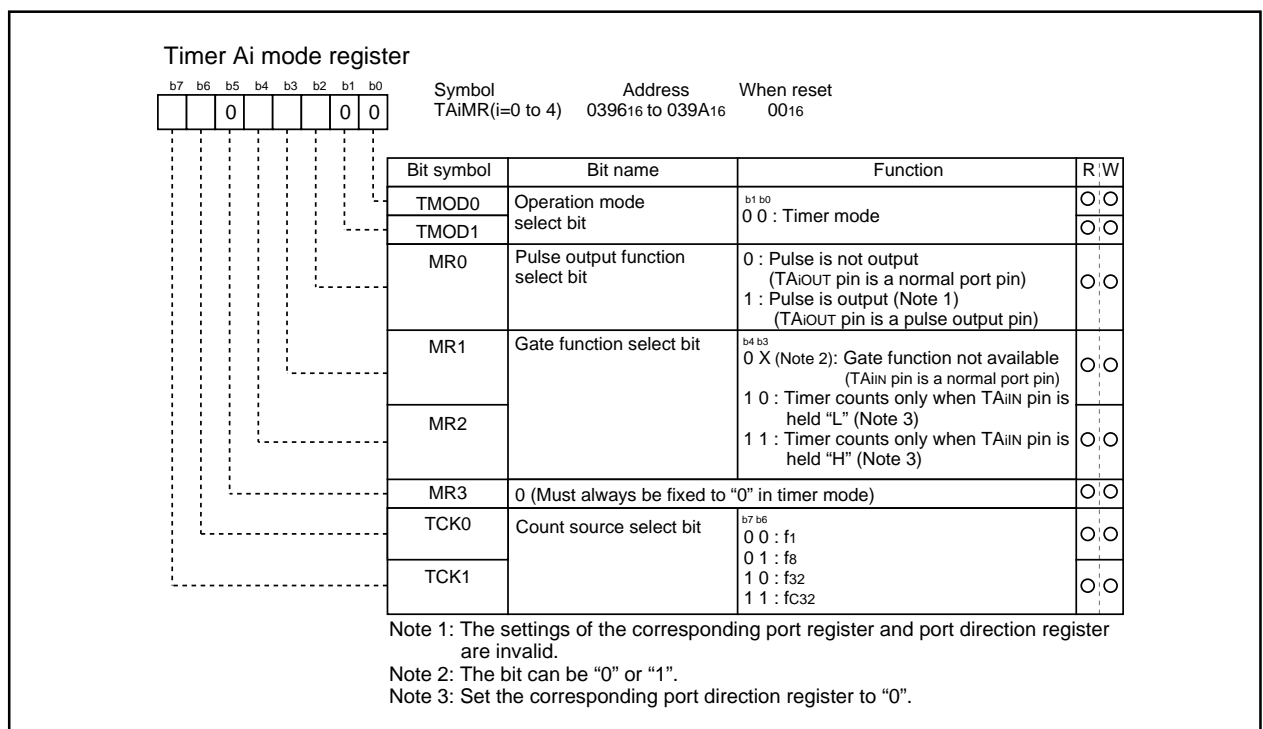 Timer Ai mode register
b7 b6 b5 b4 b3 b2 b1 b0
0 0 0
Symbol Address When reset
TAiMR(i=0 to 4) 039616 to 039A16 0016
Bit symbol Bit name Function R W
TMOD0 Operation mode select bit
TMOD1
b1 b0
0 0 : Timer mode
MR0 Pulse output function select bit
0 : Pulse is not output
(TAiOUT pin is a normal port pin)
1 : Pulse is output (Note 1)
(TAiOUT pin is a pulse output pin)
MR1 Gate function select bit
MR2
b4 b3
0 X (Note 2): Gate function not available
(TAiIN pin is a normal port pin)
1 0 : Timer counts only when TAiIN pin is
held “L” (Note 3)
1 1 : Timer counts only when TAiIN pin is
held “H” (Note 3)
MR3 0 (Must always be fixed to “0” in timer mode)
TCK0 Count source select bit
TCK1
b7 b6
0 0 : f1
0 1 : f8
1 0 : f32
1 1 : fC32
Note 1: The settings of the corresponding port register and port direction register
are invalid.
Note 2: The bit can be “0” or “1”.
Note 3: Set the corresponding port direction register to “0”.